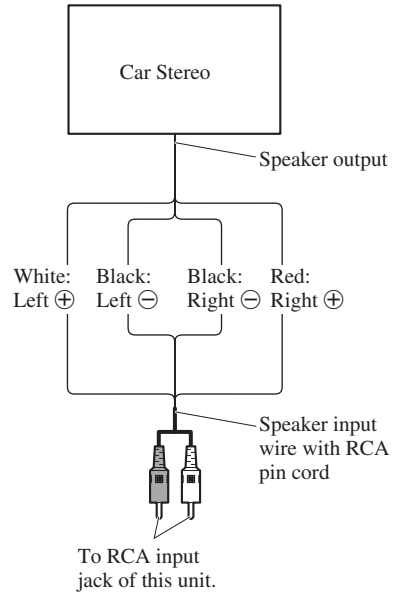 Car Stereo
Speaker output
White:
Left ⊕
Black:
Left ⊖
Black:
Right ⊖
Red:
Right ⊕
Speaker input
wire with RCA
pin cord
To RCA input
jack of this unit.